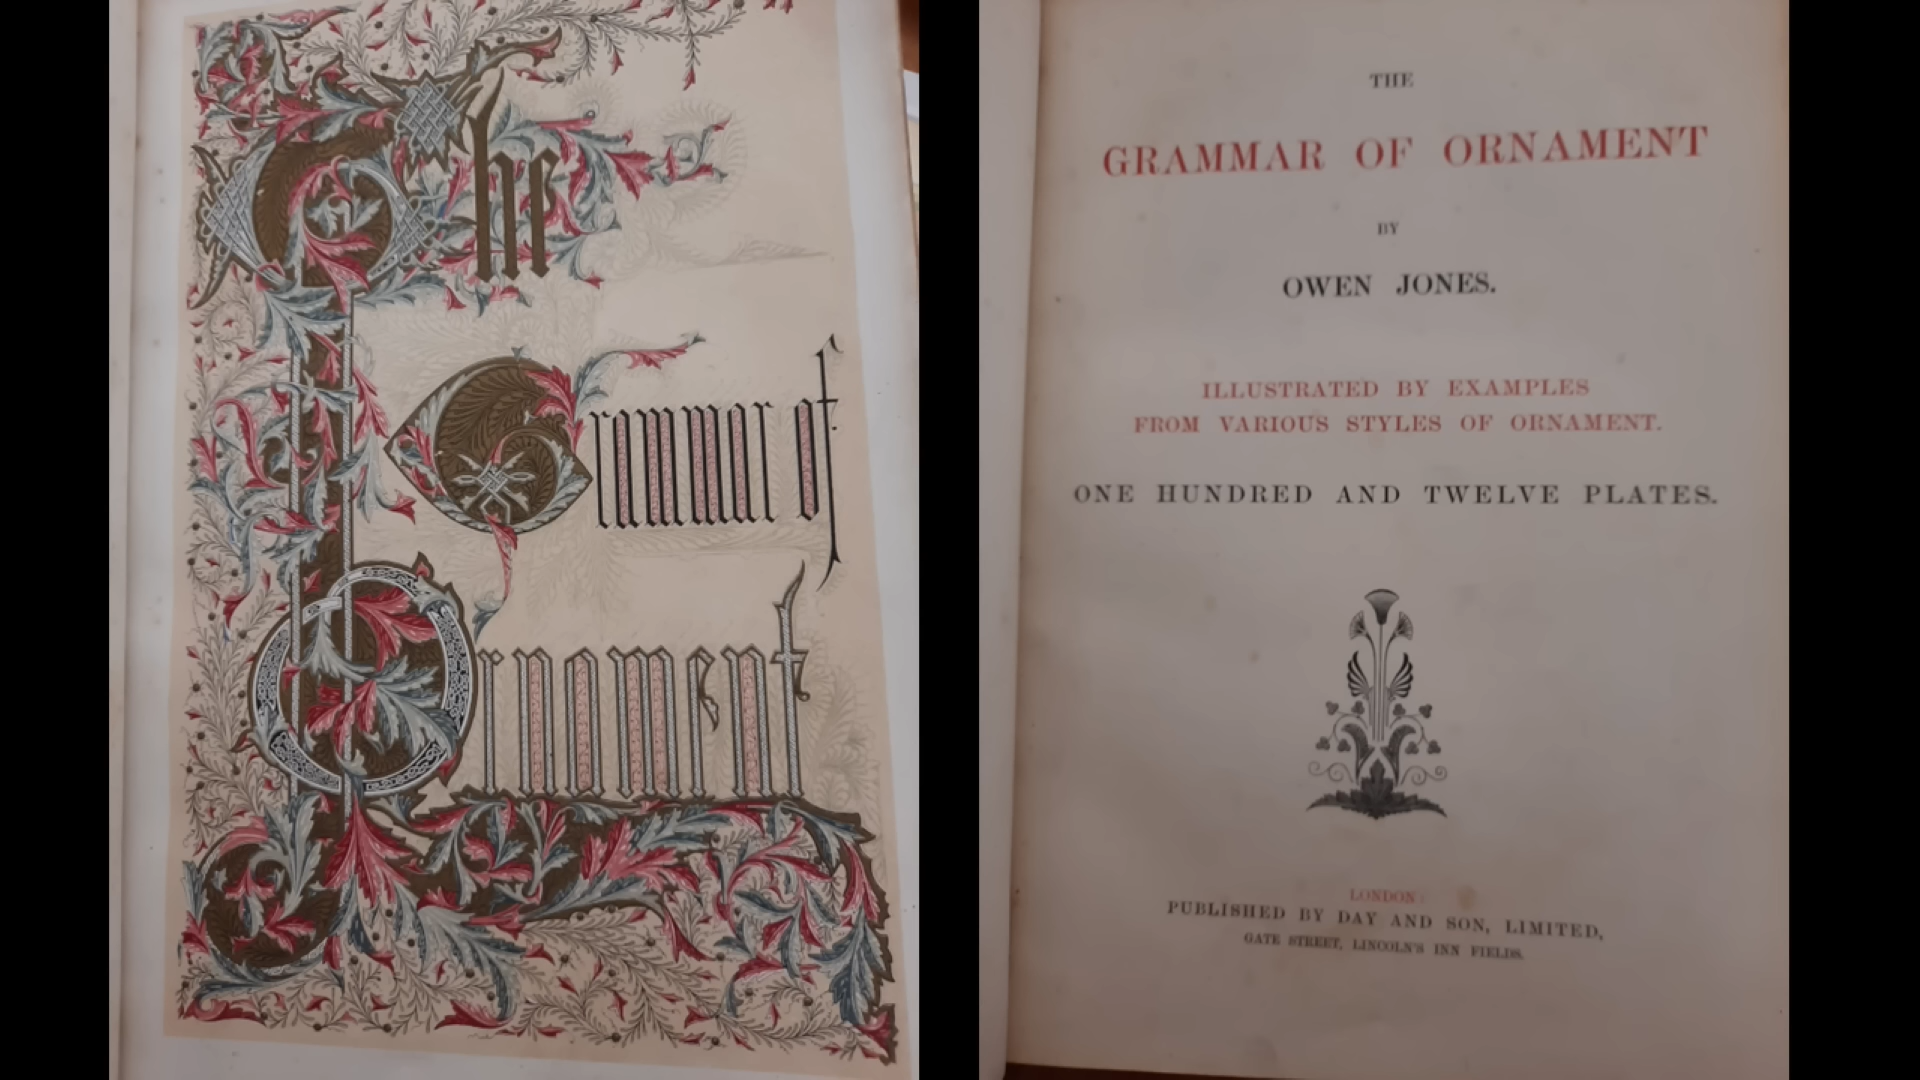 The
Grammar of
Ornament
THE
GRAMMAR OF ORNAMENT
BY
OWEN JONES.
ILLUSTRATED BY EXAMPLES
FROM VARIOUS STYLES OF ORNAMENT.
ONE HUNDRED AND TWELVE PLATES.
LONDON:
PUBLISHED BY DAY AND SON, LIMITED,
GATE STREET, LINCOLN'S INN FIELDS.